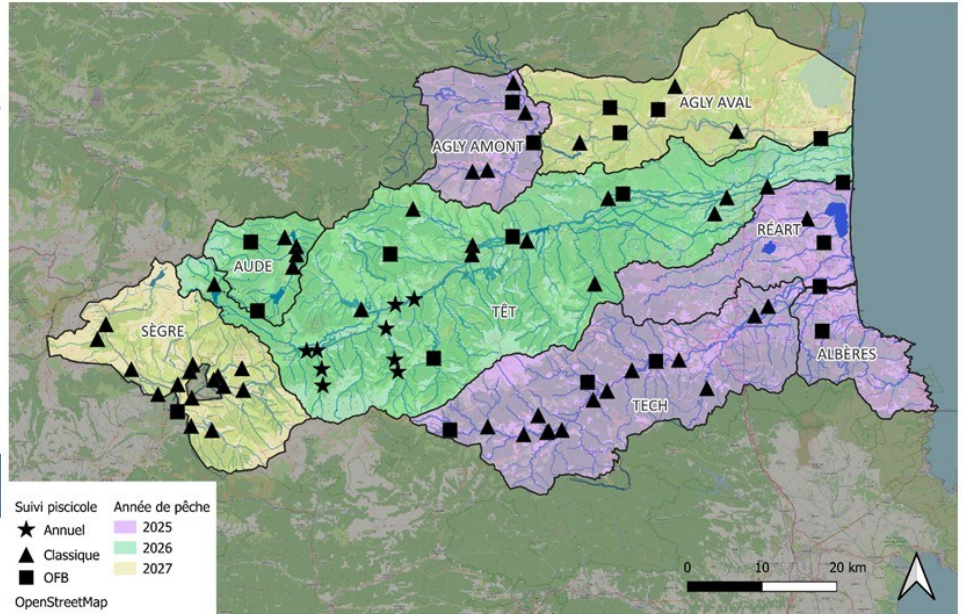 AGLY AVAL
AGLY AMONT
RÉART
AUDE
TÊT
SÈGRE
ALBÈRES
TECH
Suivi piscicole
Année de pêche
Annuel
2025
Classique
2026
OFB
2027
OpenStreetMap
0 10 20 km